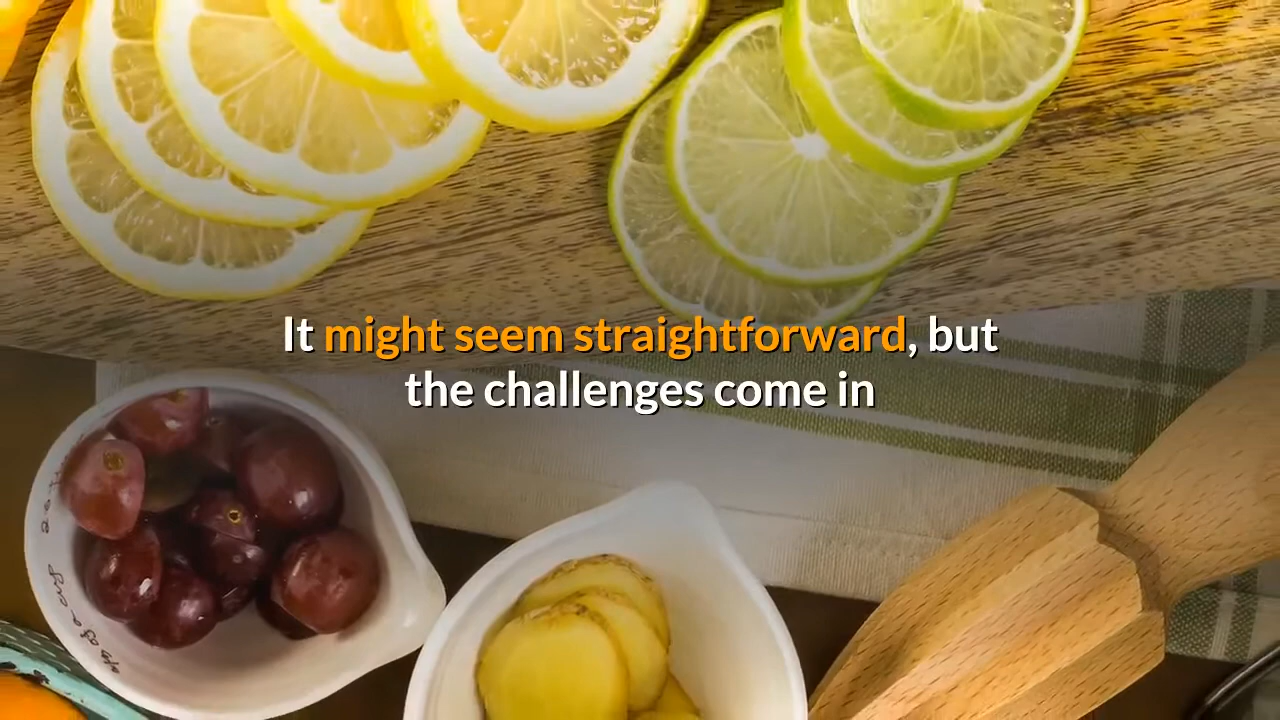 It might seem straightforward, but
the challenges come in